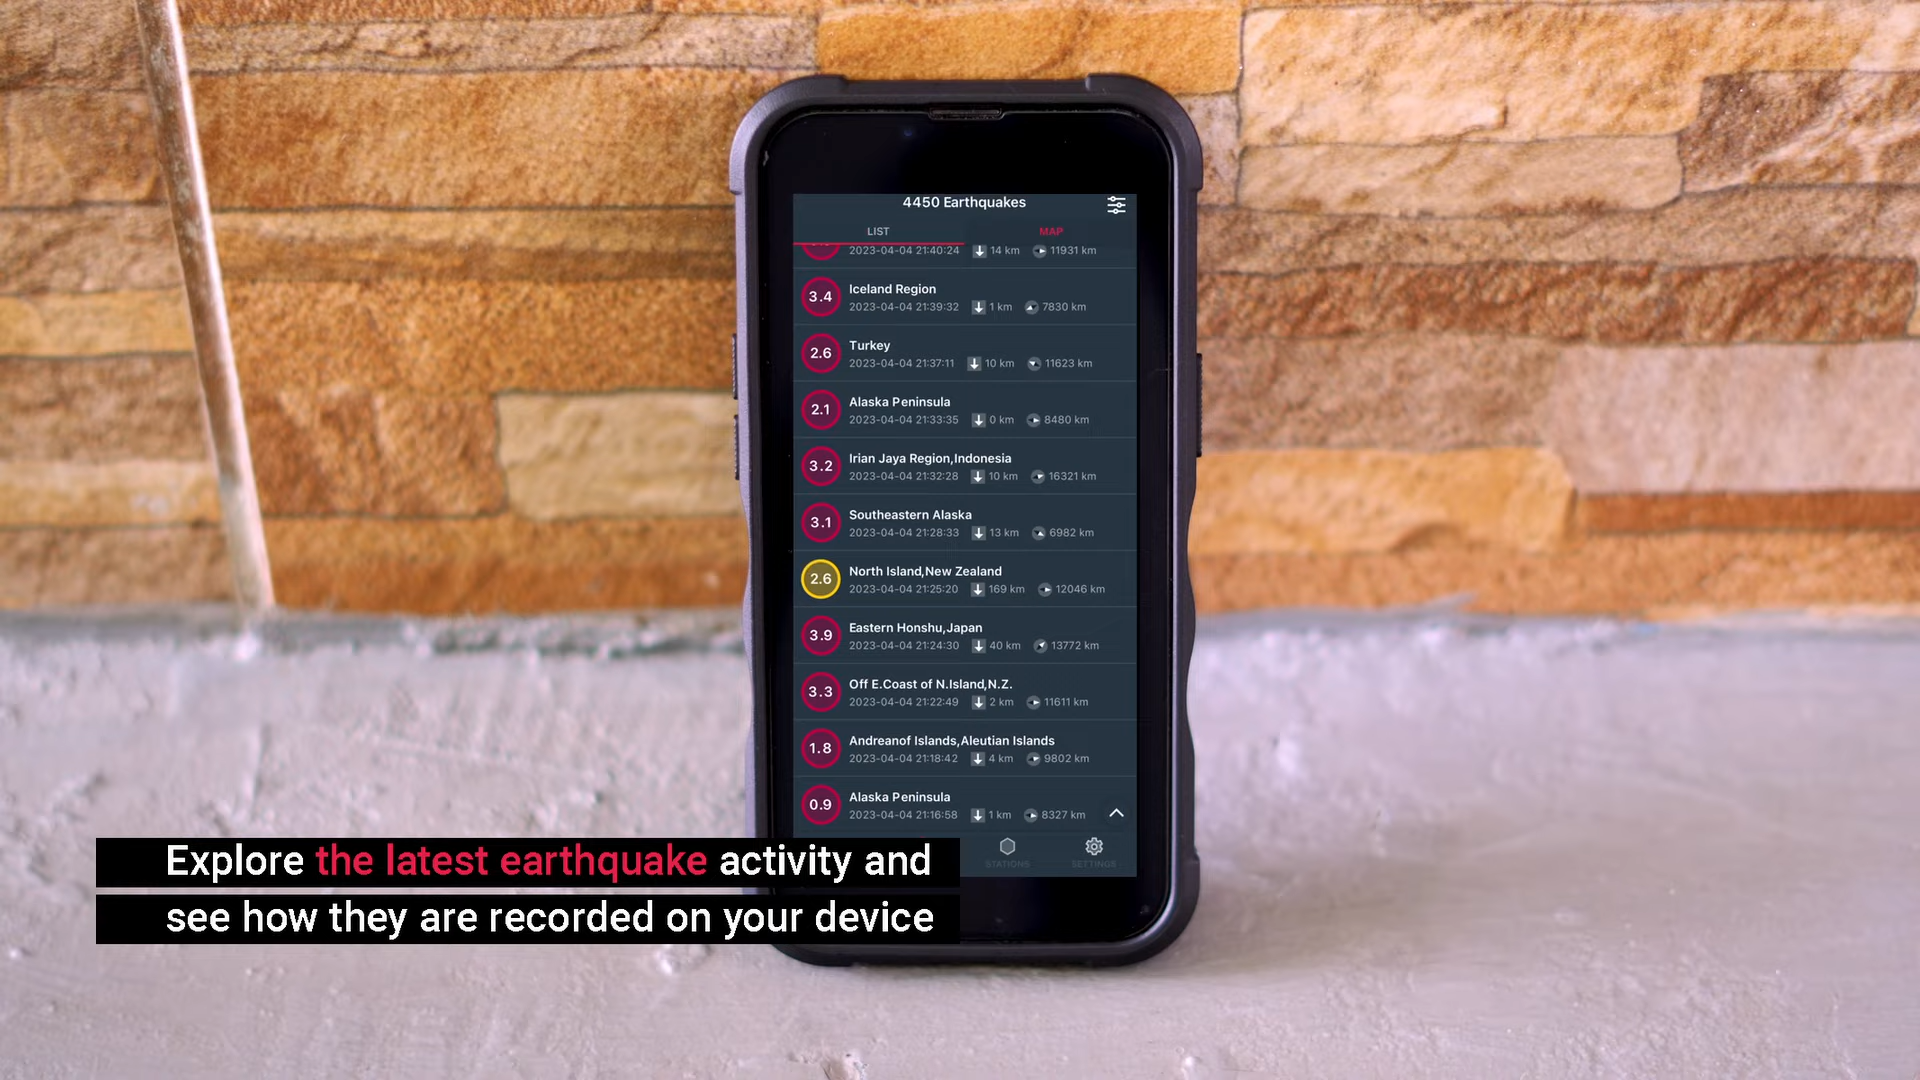 4450 Earthquakes
LIST MAP
2023-04-04 21:40:24 14 km 11931 km
3.4 Iceland Region
2023-04-04 21:39:32 1 km 7830 km
2.6 Turkey
2023-04-04 21:37:11 10 km 11623 km
2.1 Alaska Peninsula
2023-04-04 21:33:35 0 km 8480 km
3.2 Irian Jaya Region,Indonesia
2023-04-04 21:32:28 10 km 16321 km
3.1 Southeastern Alaska
2023-04-04 21:28:33 13 km 6982 km
2.6 North Island,New Zealand
2023-04-04 21:25:20 169 km 12046 km
3.9 Eastern Honshu,Japan
2023-04-04 21:24:30 40 km 13772 km
3.3 Off E.Coast of N.Island,N.Z.
2023-04-04 21:22:49 2 km 11611 km
1.8 Andreanof Islands,Aleutian Islands
2023-04-04 21:18:42 4 km 9802 km
0.9 Alaska Peninsula
2023-04-04 21:16:58 1 km 8327 km
STATIONS SETTINGS
Explore the latest earthquake activity and
see how they are recorded on your device